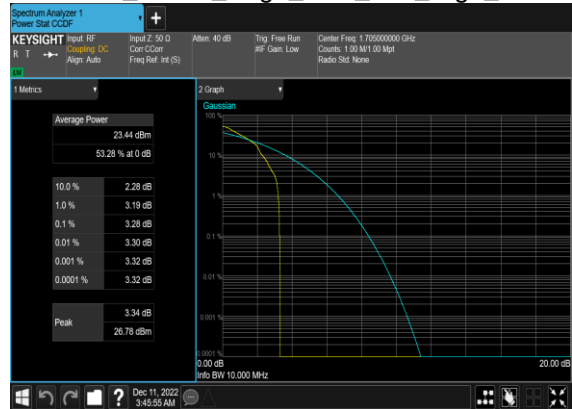 Spectrum Analyzer 1
Power Stat CCDF
+
KEYSIGHT
R T
LXI
Input: RF
Coupling: DC
Align: Auto
Input Z: 50 Ω
Corr CCorr
Freq Ref: Int (S)
Atten: 40 dB
Trig: Free Run
#IF Gain: Low
Center Freq: 1.705000000 GHz
Counts: 1.00 M/1.00 Mpt
Radio Std: None
1 Metrics
Average Power
23.44 dBm
53.28 % at 0 dB
10.0 % 2.28 dB
1.0 % 3.19 dB
0.1 % 3.28 dB
0.01 % 3.30 dB
0.001 % 3.32 dB
0.0001 % 3.32 dB
Peak
3.34 dB
26.78 dBm
2 Graph
Gaussian
100 %
10 %
1 %
0.1 %
0.01 %
0.001 %
0.0001 %
0.00 dB
20.00 dB
Info BW 10.000 MHz
?
Dec 11, 2022
3:45:55 AM